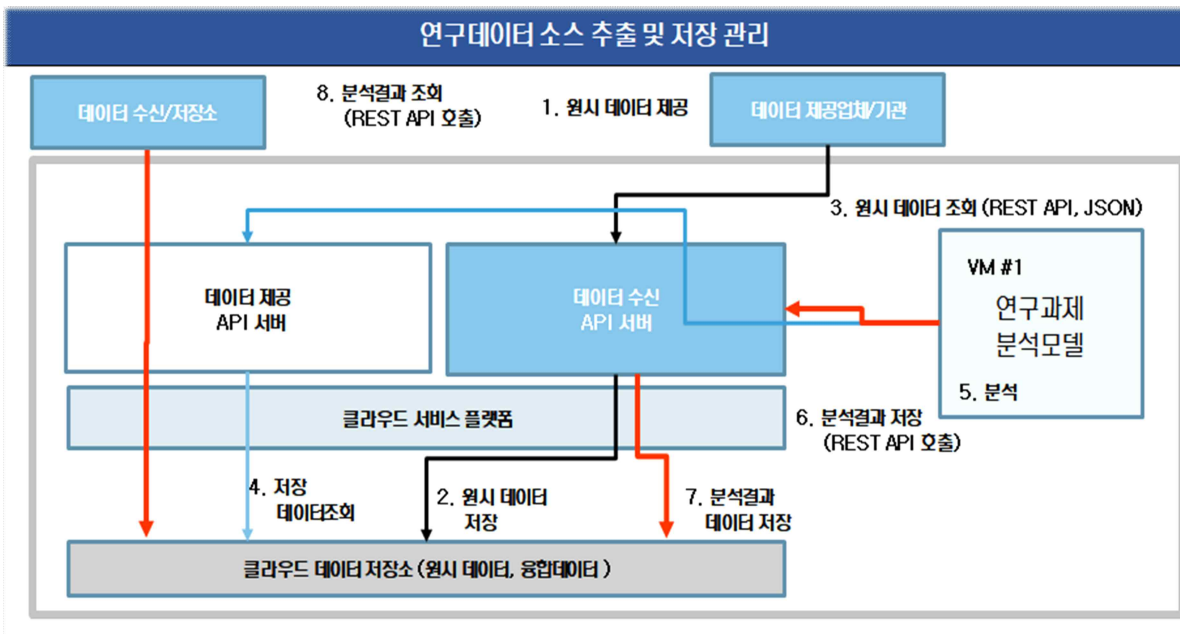 연구데이터 소스 추출 및 저장 관리
데이터 수신/저장소
8. 분석결과 조회
(REST API 호출)
1. 원시 데이터 제공
데이터 제공업체/기관
3. 원시 데이터 조회 (REST API, JSON)
데이터 제공
API 서버
데이터 수신
API 서버
VM #1
연구과제
분석모델
5. 분석
클라우드 서비스 플랫폼
6. 분석결과 저장
(REST API 호출)
4. 저장
데이터조회
2. 원시 데이터
저장
7. 분석결과
데이터 저장
클라우드 데이터 저장소 (원시 데이터, 융합데이터 )